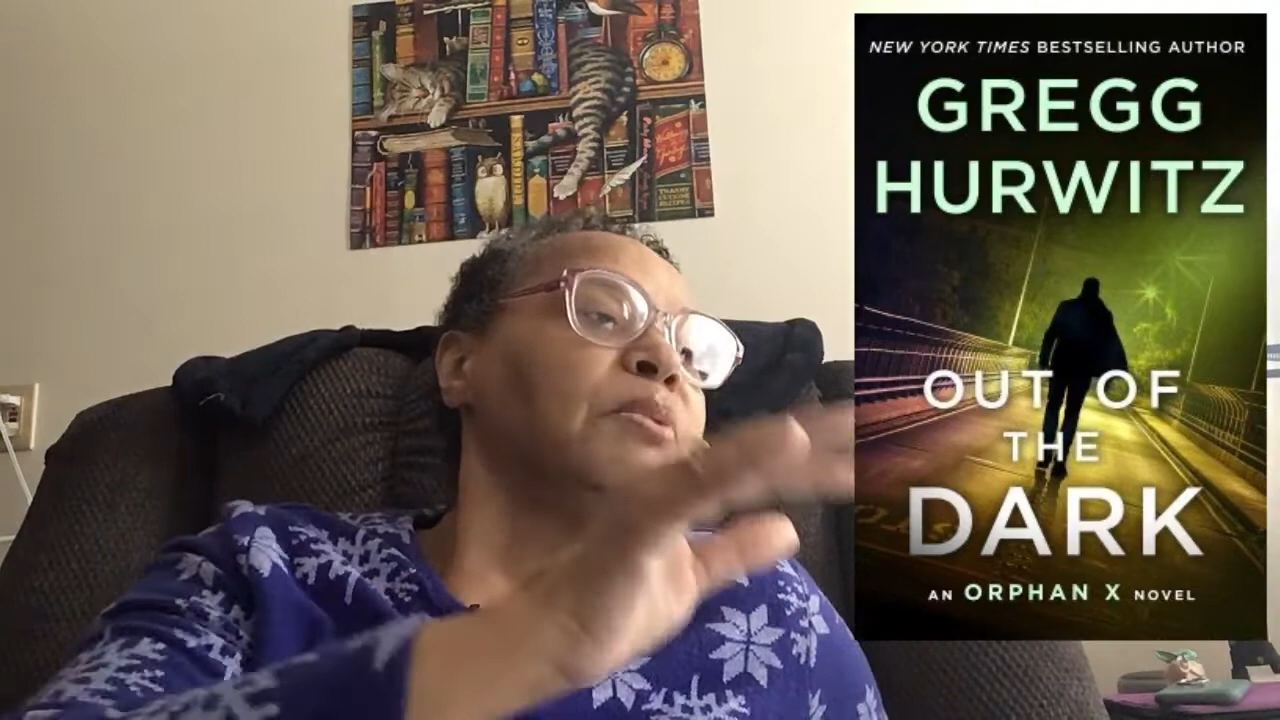 NEW YORK TIMES BESTSELLING AUTHOR
GREGG
HURWITZ
OUT OF
THE
DARK
AN ORPHAN X NOVEL